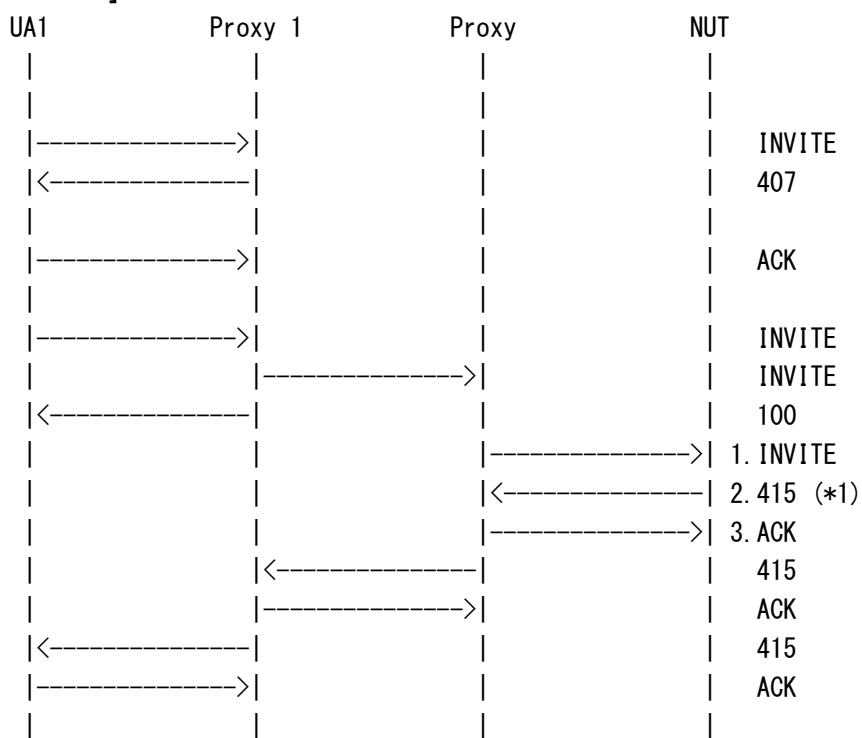 UA1 Proxy 1 Proxy NUT
| | | |
| | | |
|--------------->| | | INVITE
|<---------------| | | 407
| | | |
|--------------->| | | ACK
| | | |
|--------------->| | | INVITE
| |--------------->| | INVITE
|<---------------| | | 100
| | |--------------->| 1. INVITE
| | |<---------------| 2. 415 (*1)
| | |--------------->| 3. ACK
| |<---------------| | 415
| |--------------->| | ACK
|<---------------| | | 415
|--------------->| | | ACK
| | | |